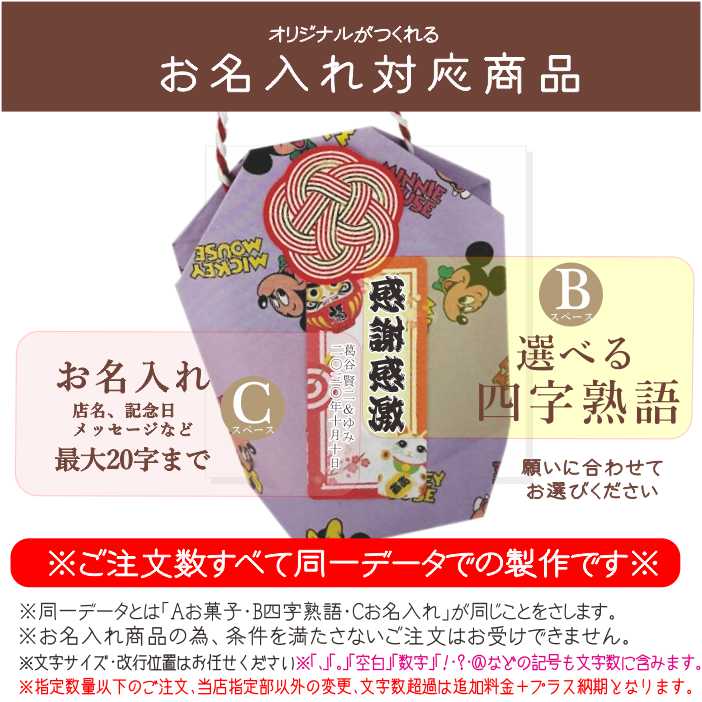 オリジナルがつくれる
お名入れ対応商品
MINNIE
MOUSE
MICKEY
MOUSE
感謝感激
葛谷賢二&ゆみ
二〇二〇年十月十日
B
スペース
選べる
四字熟語
願いに合わせて
お選びください
お名入れ
店名、記念日
メッセージなど
最大20字まで
C
スペース
※ご注文数すべて同一データでの製作です※
※同一データとは「Aお菓子・B四字熟語・Cお名入れ」が同じことをさします。
※お名入れ商品の為、条件を満たさないご注文はお受けできません。
※文字サイズ・改行位置はお任せください※「、」「。」「空白」「数字」「!・?・@などの記号も文字数に含みます。
※指定数量以下のご注文、当店指定部以外の変更、文字数超過は追加料金+プラス納期となります。